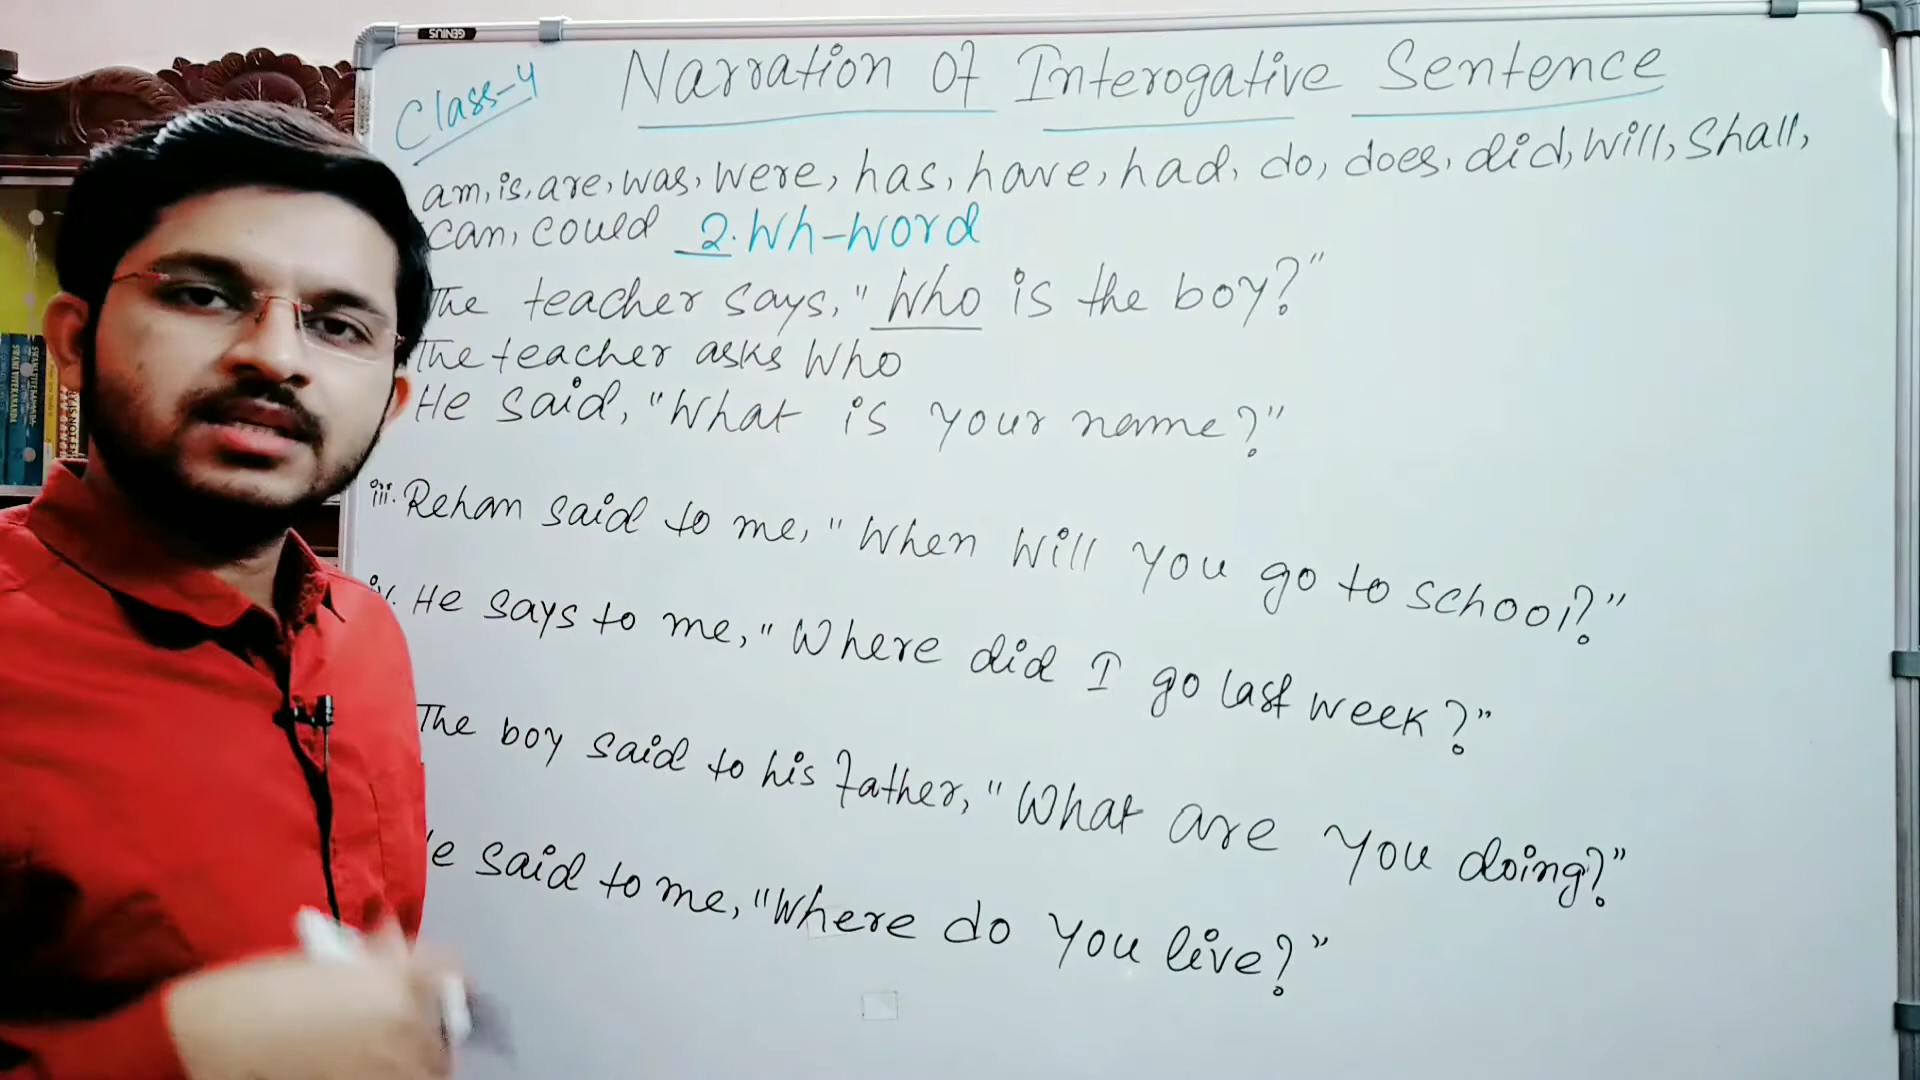 GENIUS
Class-4
Narration Of Interogative Sentence
am, is, are, was, were, has, have, had, do, does, did, will, shall,
can, could 2. Wh-word
The teacher says, "Who is the boy?"
The teacher asks who
He said, "What is your name?"
iii. Rehan said to me, "When will you go to school?"
iv. He says to me, "Where did I go last week?"
The boy said to his father, "What are you doing?"
e said to me, "Where do you live?"